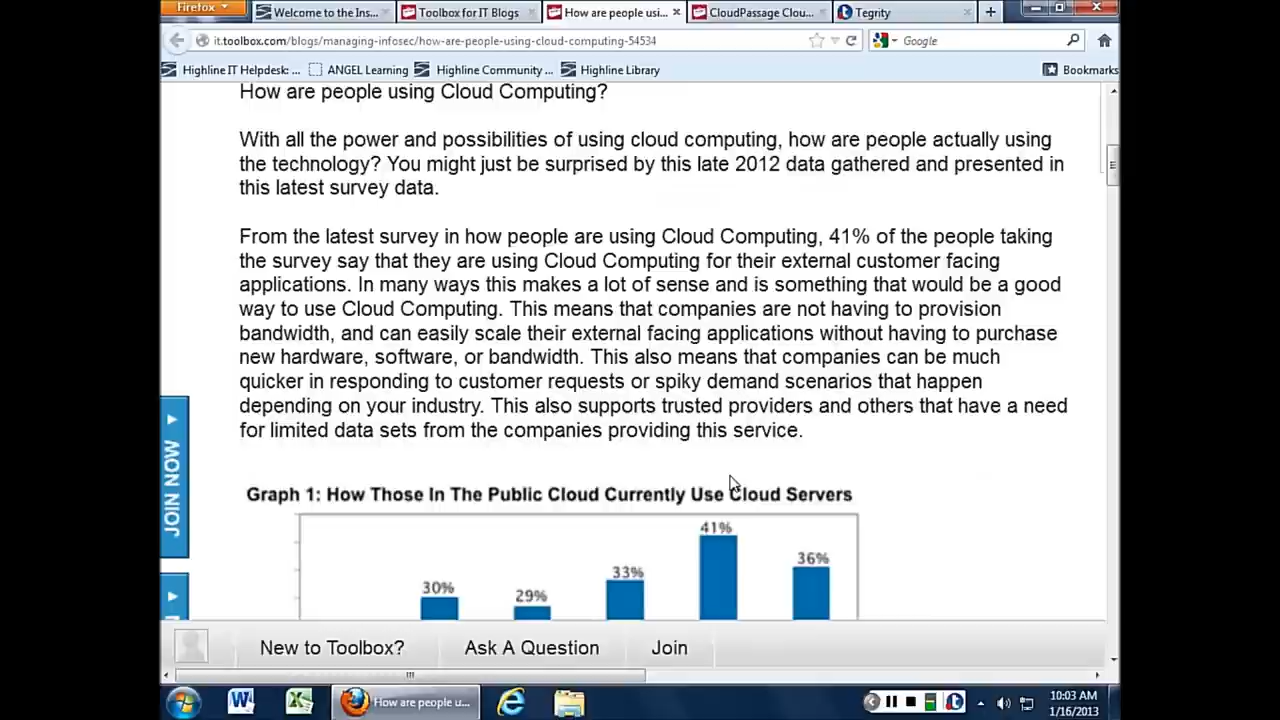 Firefox
Welcome to the Ins...
Toolbox for IT Blogs
How are people usi...
CloudPassage Clou...
Tegrity
it.toolbox.com/blogs/managing-infosec/how-are-people-using-cloud-computing-54534
Google
Highline IT Helpdesk: ...
ANGEL Learning
Highline Community ...
Highline Library
Bookmarks
How are people using Cloud Computing?
With all the power and possibilities of using cloud computing, how are people actually using
the technology? You might just be surprised by this late 2012 data gathered and presented in
this latest survey data.
From the latest survey in how people are using Cloud Computing, 41% of the people taking
the survey say that they are using Cloud Computing for their external customer facing
applications. In many ways this makes a lot of sense and is something that would be a good
way to use Cloud Computing. This means that companies are not having to provision
bandwidth, and can easily scale their external facing applications without having to purchase
new hardware, software, or bandwidth. This also means that companies can be much
quicker in responding to customer requests or spiky demand scenarios that happen
depending on your industry. This also supports trusted providers and others that have a need
for limited data sets from the companies providing this service.
JOIN NOW
Graph 1: How Those In The Public Cloud Currently Use Cloud Servers
30%
29%
33%
41%
36%
New to Toolbox?
Ask A Question
Join
How are people u...
10:03 AM
1/16/2013